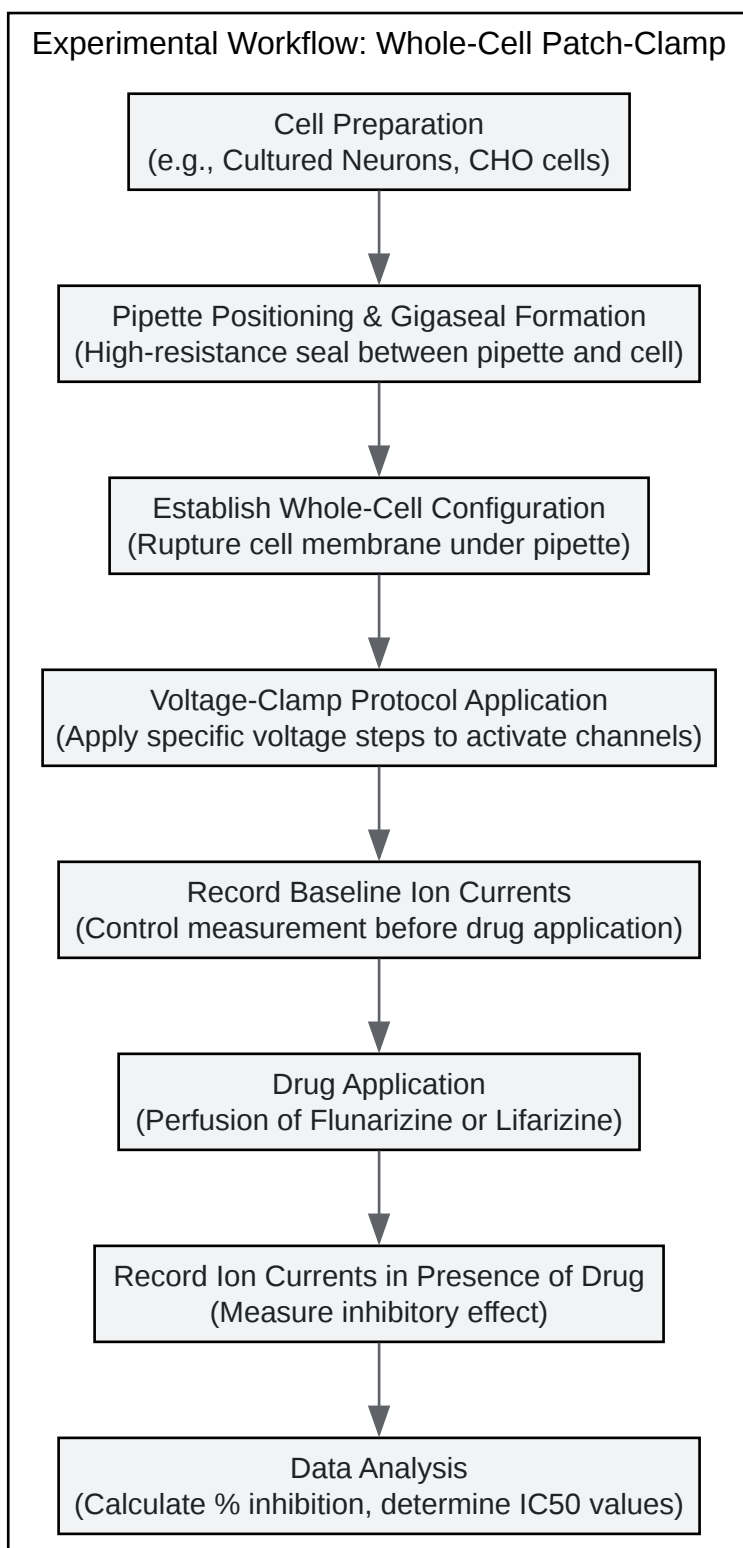 Experimental Workflow: Whole-Cell Patch-Clamp
Cell Preparation
(e.g., Cultured Neurons, CHO cells)
Pipette Positioning & Gigaseal Formation
(High-resistance seal between pipette and cell)
Establish Whole-Cell Configuration
(Rupture cell membrane under pipette)
Voltage-Clamp Protocol Application
(Apply specific voltage steps to activate channels)
Record Baseline Ion Currents
(Control measurement before drug application)
Drug Application
(Perfusion of Flunarizine or Lifarizine)
Record Ion Currents in Presence of Drug
(Measure inhibitory effect)
Data Analysis
(Calculate % inhibition, determine IC50 values)